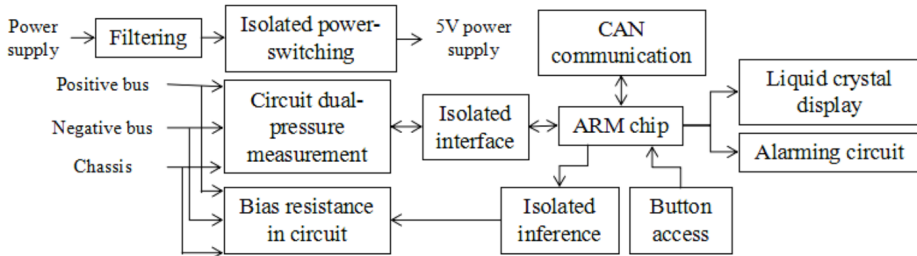 Power
supply
Filtering
Isolated power-
switching
5V power
supply
CAN
communication
Liquid crystal
display
Positive bus
Circuit dual-
pressure
measurement
Isolated
interface
ARM chip
Negative bus
Alarming circuit
Chassis
Bias resistance
in circuit
Isolated
inference
Button
access